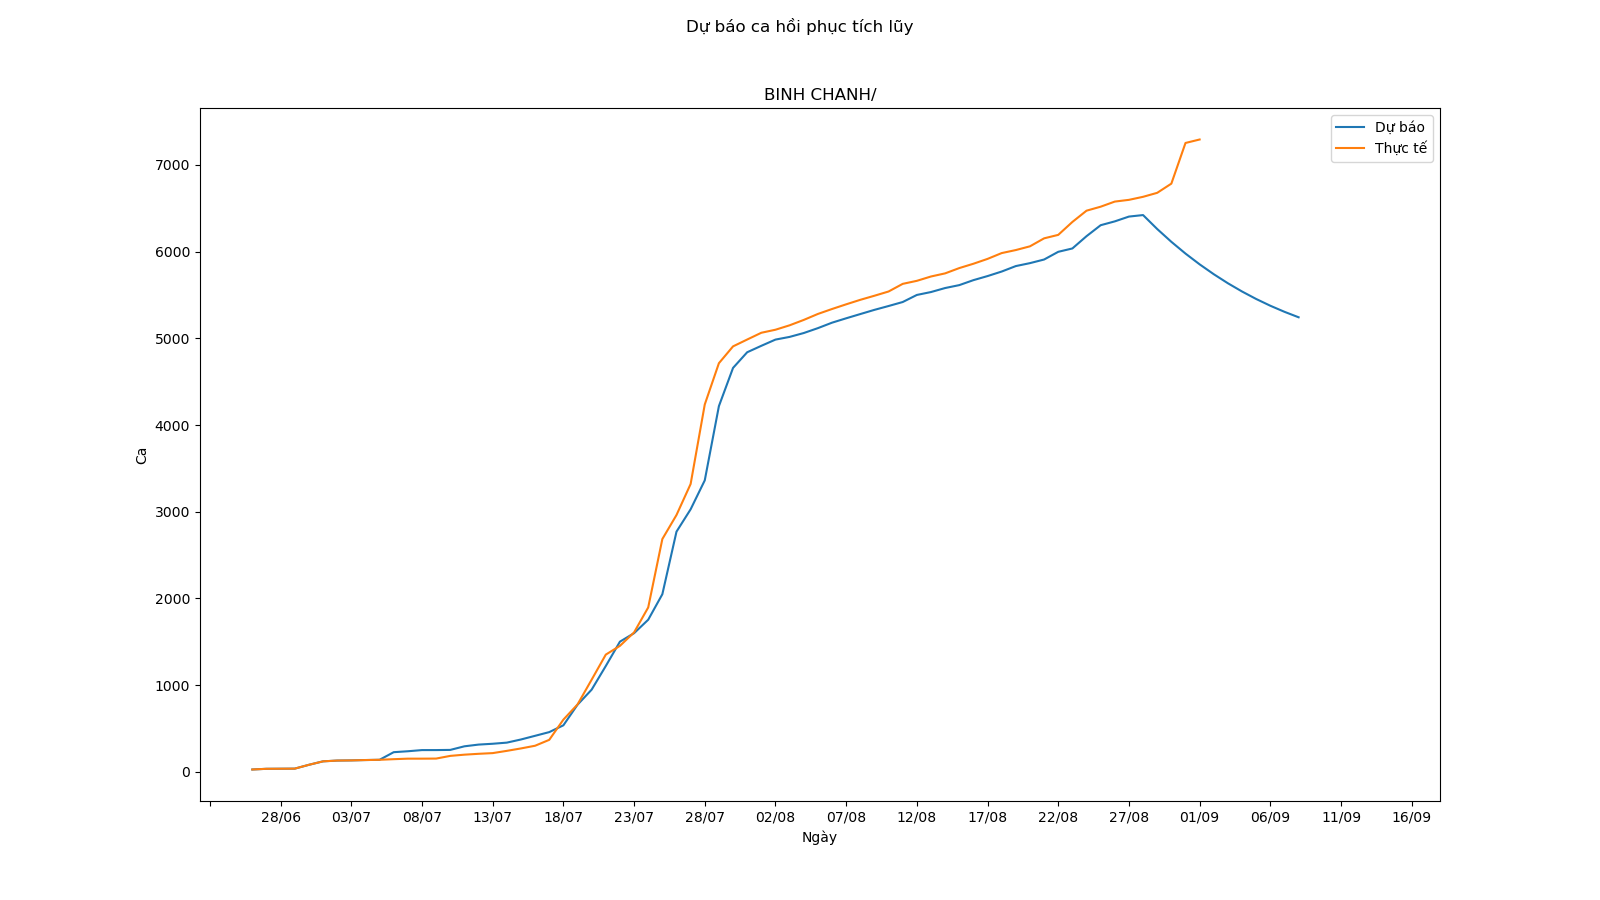 Dự báo ca hồi phục tích lũy
BINH CHANH/
Dự báo
Thực tế
7000
6000
5000
4000
3000
2000
1000
0
Ca
28/06 03/07 08/07 13/07 18/07 23/07 28/07 02/08 07/08 12/08 17/08 22/08 27/08 01/09 06/09 11/09 16/09
Ngày